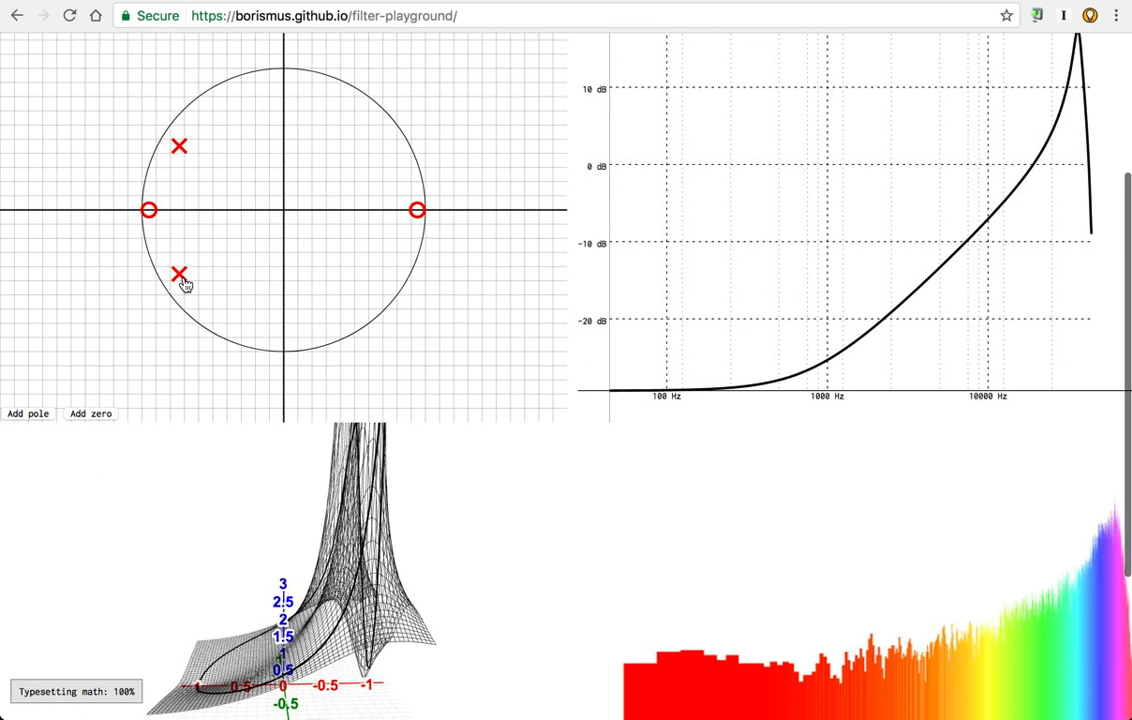 Secure https://borismus.github.io/filter-playground/
10 dB
0 dB
-10 dB
-20 dB
100 Hz 1000 Hz 10000 Hz
Add pole Add zero
3
2.5
2
1.5
1
0.5
1 0.5 0 -0.5 -1
-0.5
Typesetting math: 100%